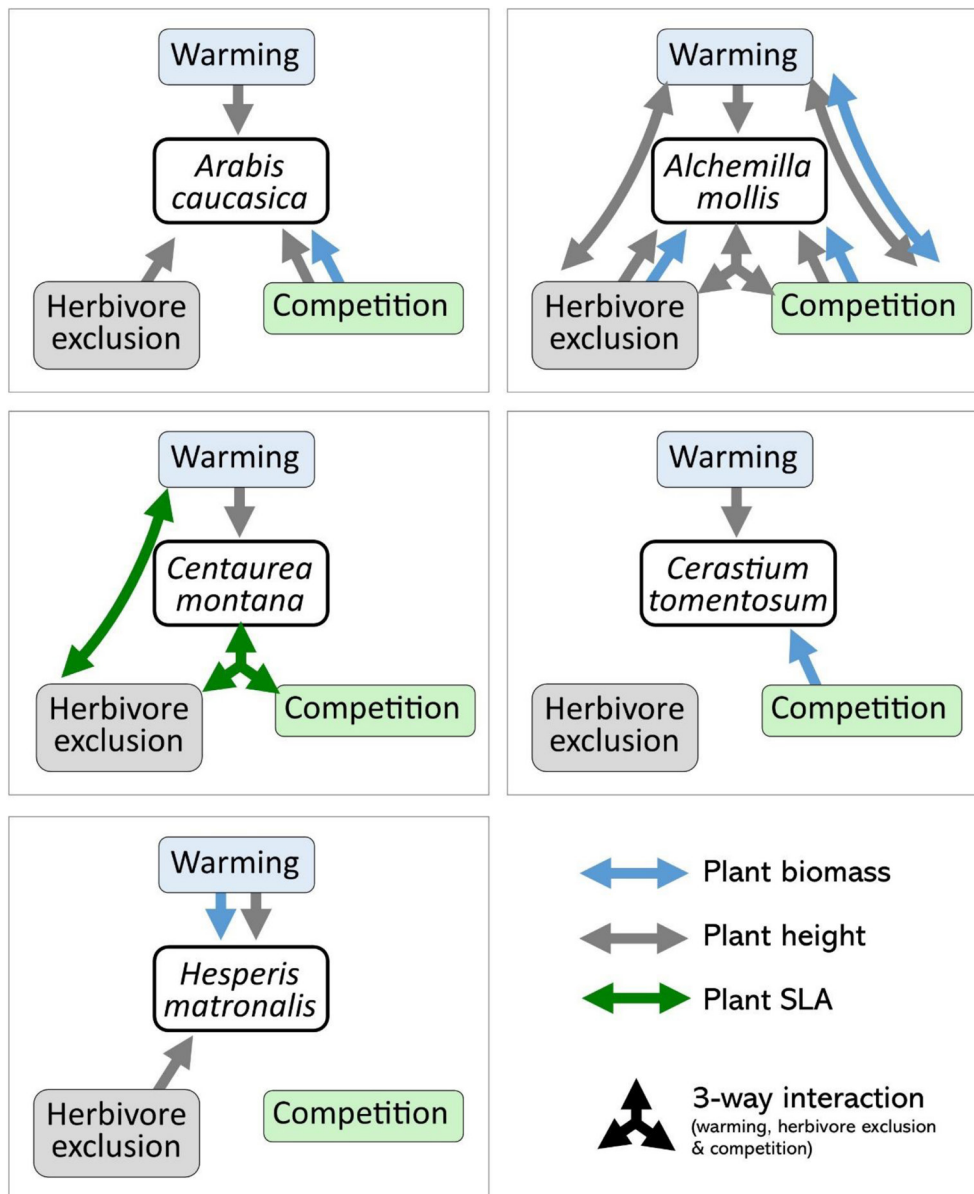 Warming
Arabis
caucasica
Herbivore
exclusion
Competition
Warming
Alchemilla
mollis
Herbivore
exclusion
Competition
Warming
Centaurea
montana
Herbivore
exclusion
Competition
Warming
Cerastium
tomentosum
Herbivore
exclusion
Competition
Warming
Hesperis
matronalis
Herbivore
exclusion
Competition
Plant biomass
Plant height
Plant SLA
3-way interaction
(warming, herbivore exclusion
& competition)